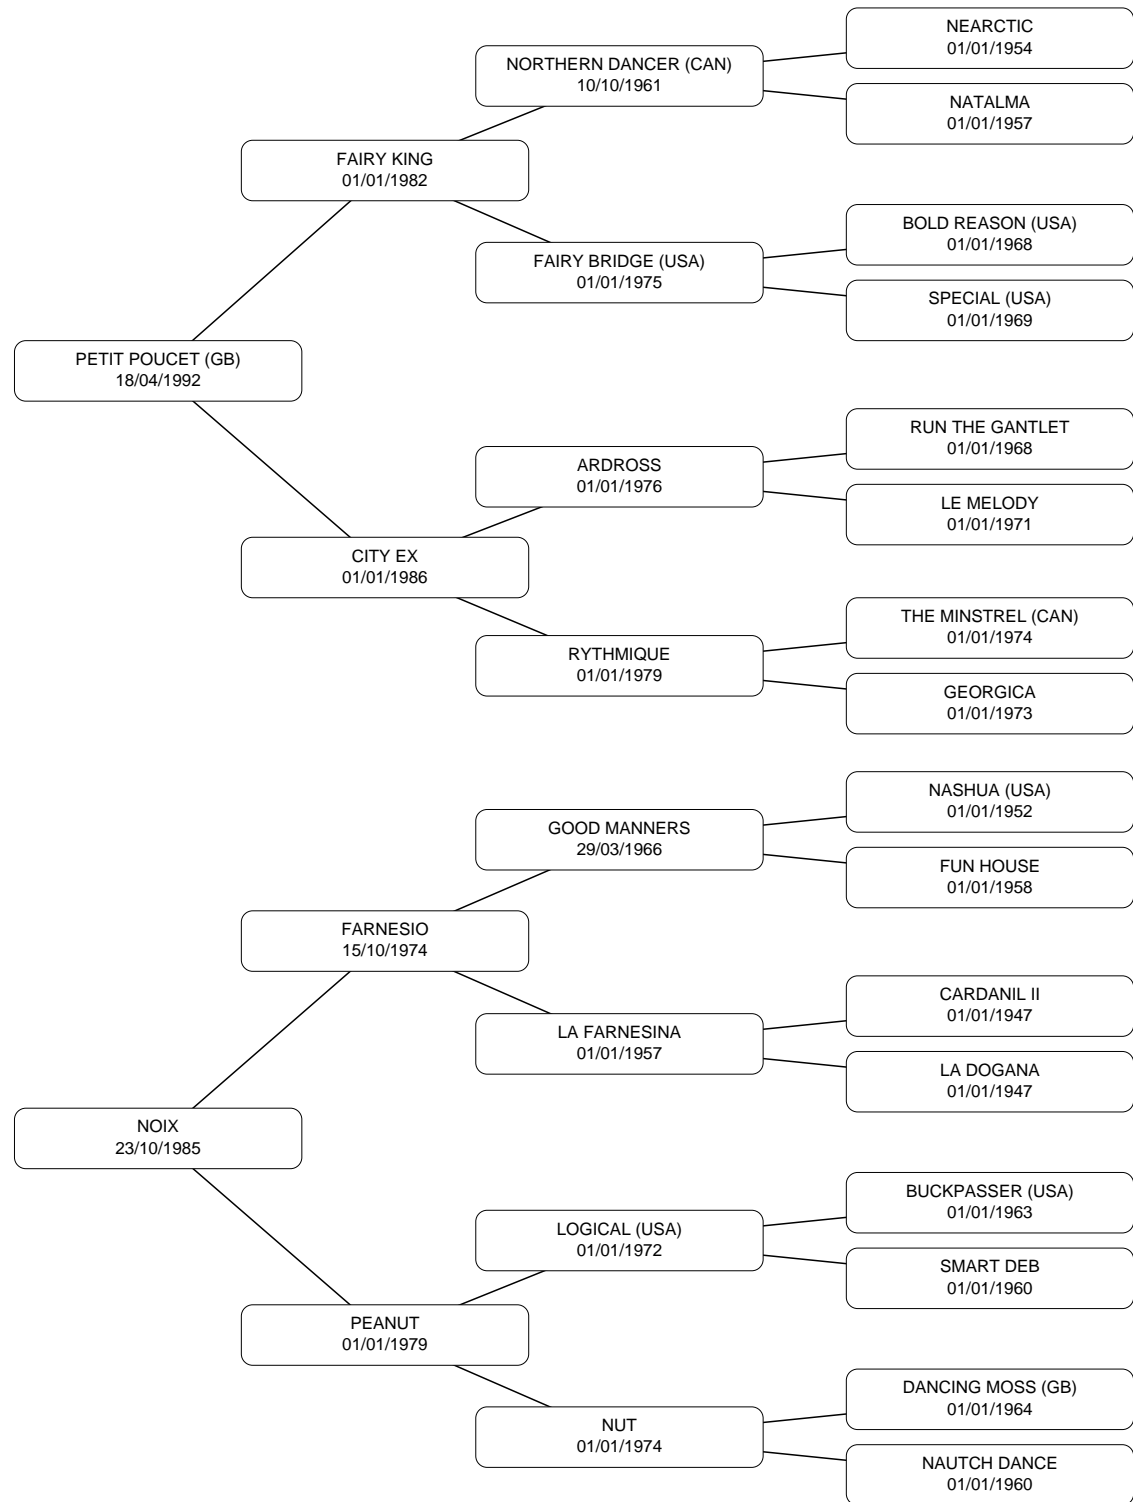 NEARCTIC
01/01/1954
NORTHERN DANCER (CAN)
10/10/1961
NATALMA
01/01/1957
FAIRY KING
01/01/1982
BOLD REASON (USA)
01/01/1968
FAIRY BRIDGE (USA)
01/01/1975
SPECIAL (USA)
01/01/1969
PETIT POUCET (GB)
18/04/1992
RUN THE GANTLET
01/01/1968
ARDROSS
01/01/1976
LE MELODY
01/01/1971
CITY EX
01/01/1986
THE MINSTREL (CAN)
01/01/1974
RYTHMIQUE
01/01/1979
GEORGICA
01/01/1973
NASHUA (USA)
01/01/1952
GOOD MANNERS
29/03/1966
FUN HOUSE
01/01/1958
FARNESIO
15/10/1974
CARDANIL II
01/01/1947
LA FARNESINA
01/01/1957
LA DOGANA
01/01/1947
NOIX
23/10/1985
BUCKPASSER (USA)
01/01/1963
LOGICAL (USA)
01/01/1972
SMART DEB
01/01/1960
PEANUT
01/01/1979
DANCING MOSS (GB)
01/01/1964
NUT
01/01/1974
NAUTCH DANCE
01/01/1960